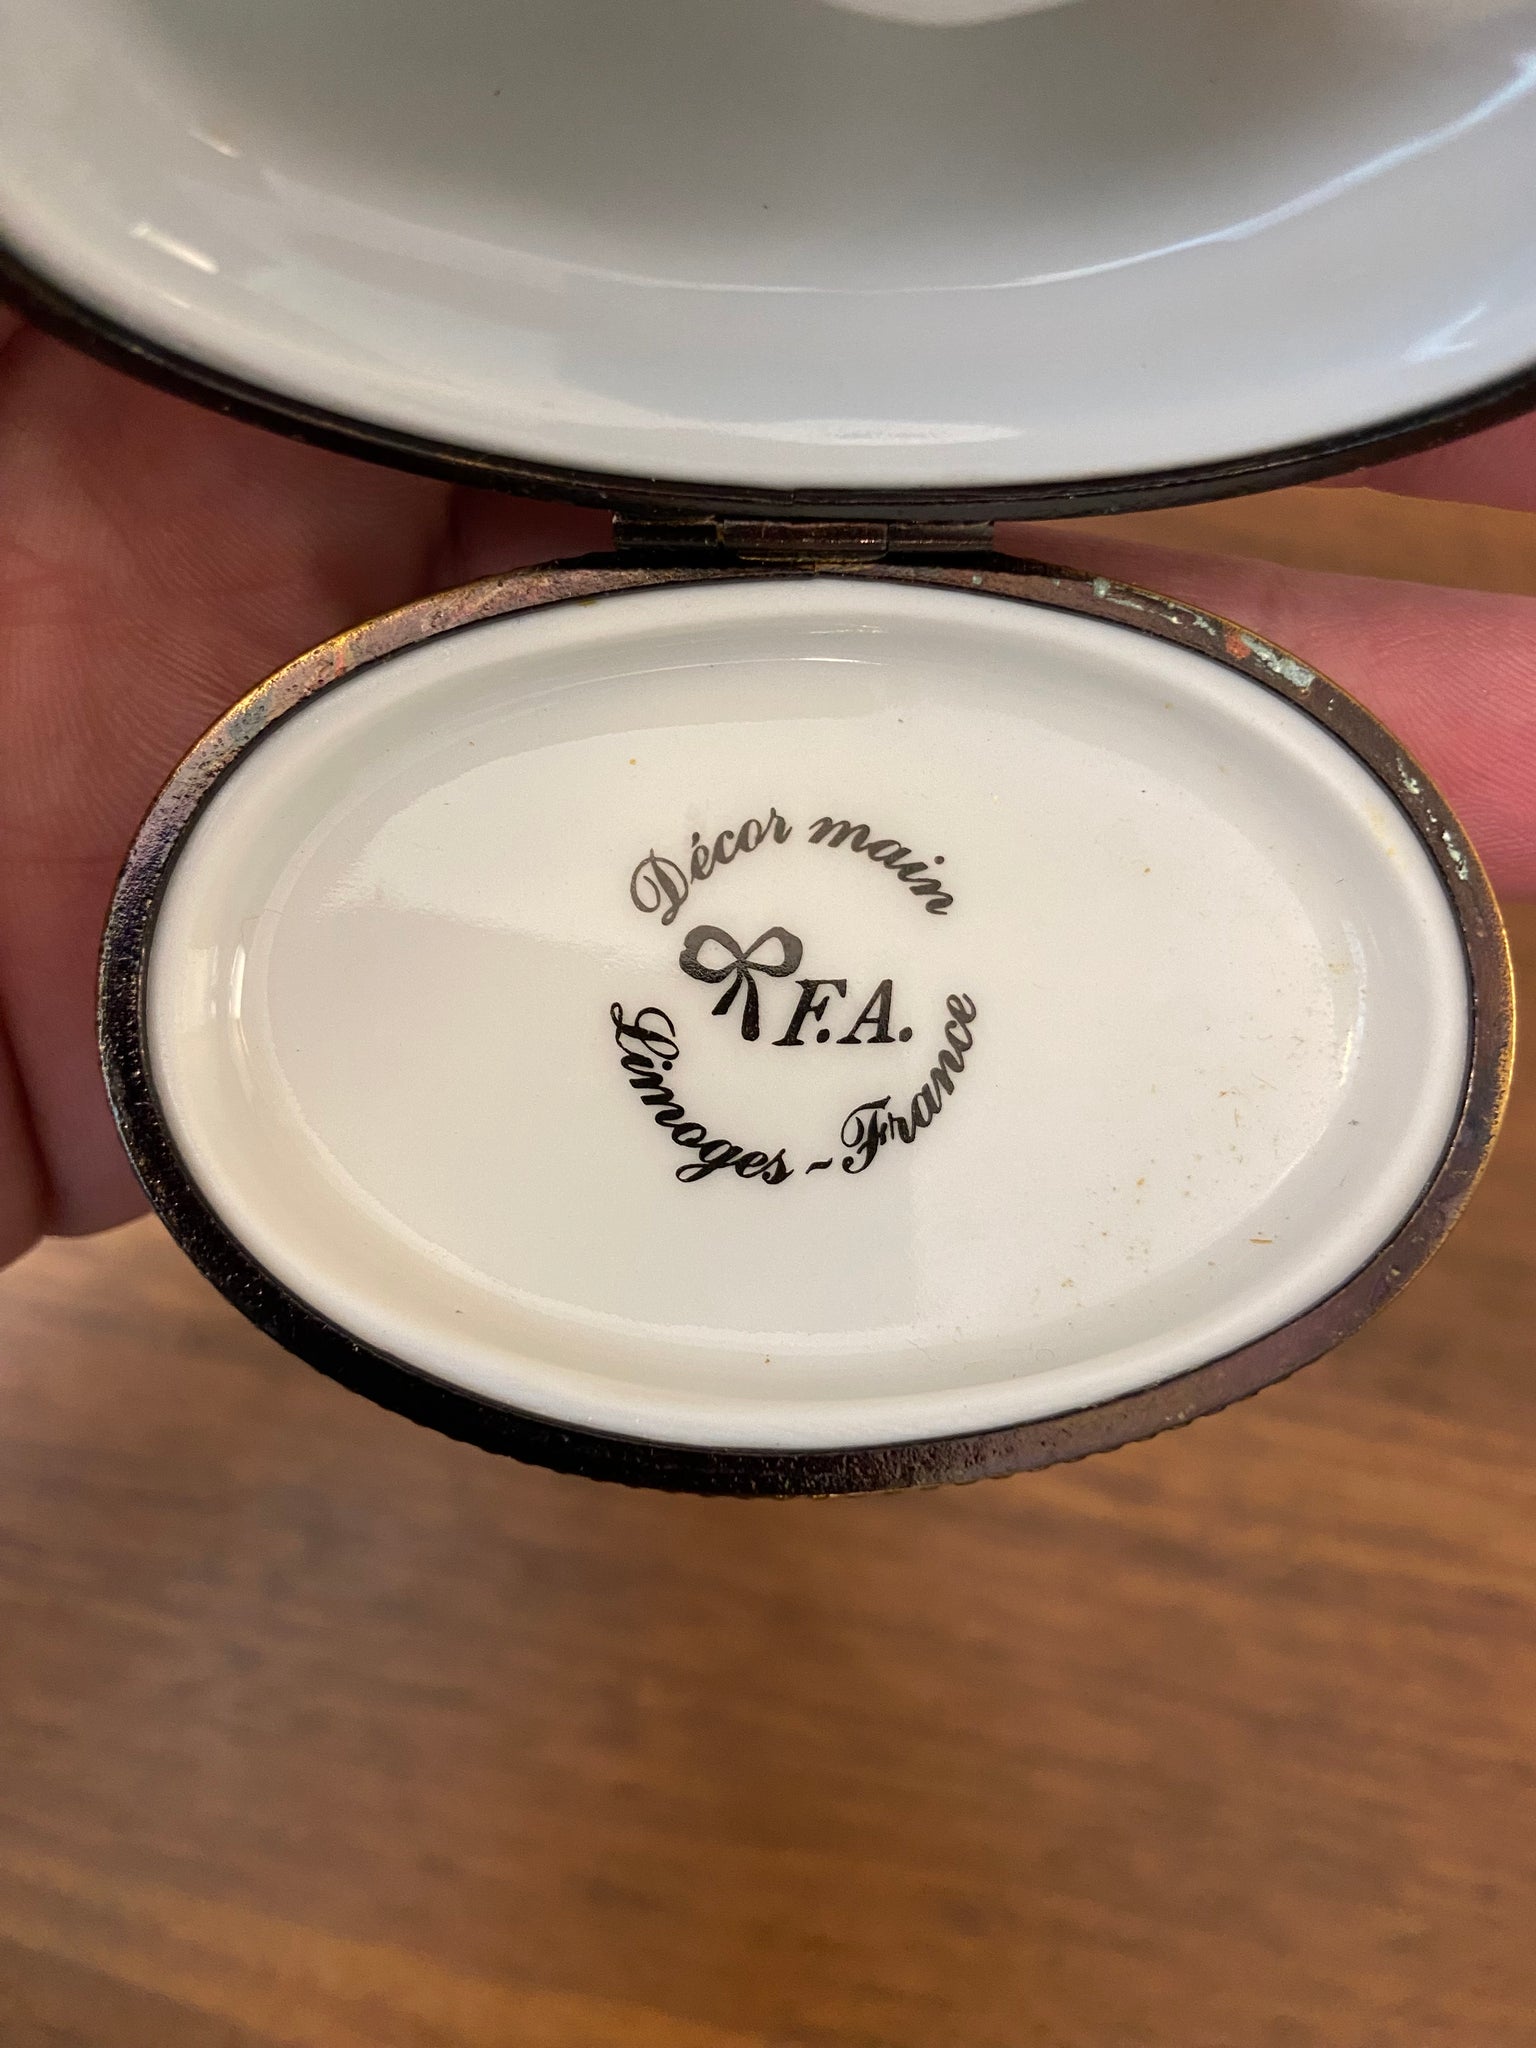 Décor main
F.A.
Limoges ~ France